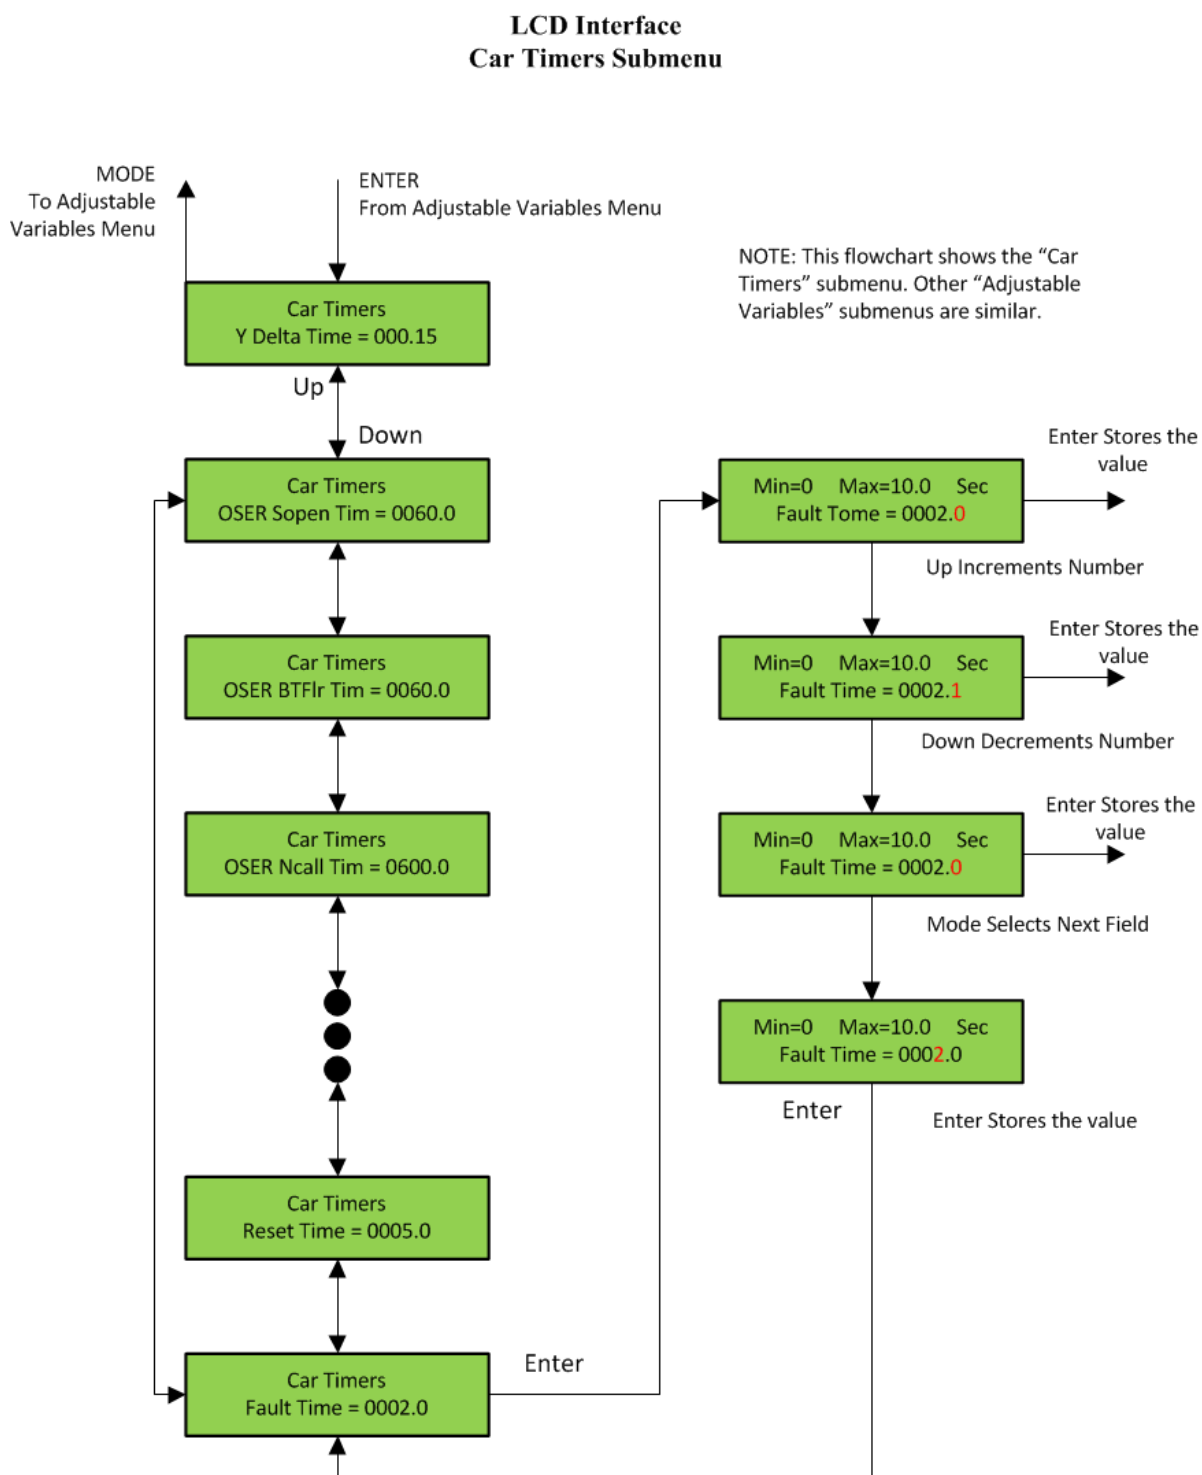 LCD Interface
Car Timers Submenu
MODE
To Adjustable
Variables Menu
ENTER
From Adjustable Variables Menu
NOTE: This flowchart shows the “Car
Timers” submenu. Other “Adjustable
Variables” submenus are similar.
Car Timers
Y Delta Time = 000.15
Up
Down
Car Timers
OSER Sopen Tim = 0060.0
Car Timers
OSER BTFlr Tim = 0060.0
Car Timers
OSER Ncall Tim = 0600.0
Car Timers
Reset Time = 0005.0
Car Timers
Fault Time = 0002.0
Enter
Min=0 Max=10.0 Sec
Fault Tome = 0002.0
Enter Stores the
value
Up Increments Number
Min=0 Max=10.0 Sec
Fault Time = 0002.1
Enter Stores the
value
Down Decrements Number
Min=0 Max=10.0 Sec
Fault Time = 0002.0
Enter Stores the
value
Mode Selects Next Field
Min=0 Max=10.0 Sec
Fault Time = 0002.0
Enter
Enter Stores the value